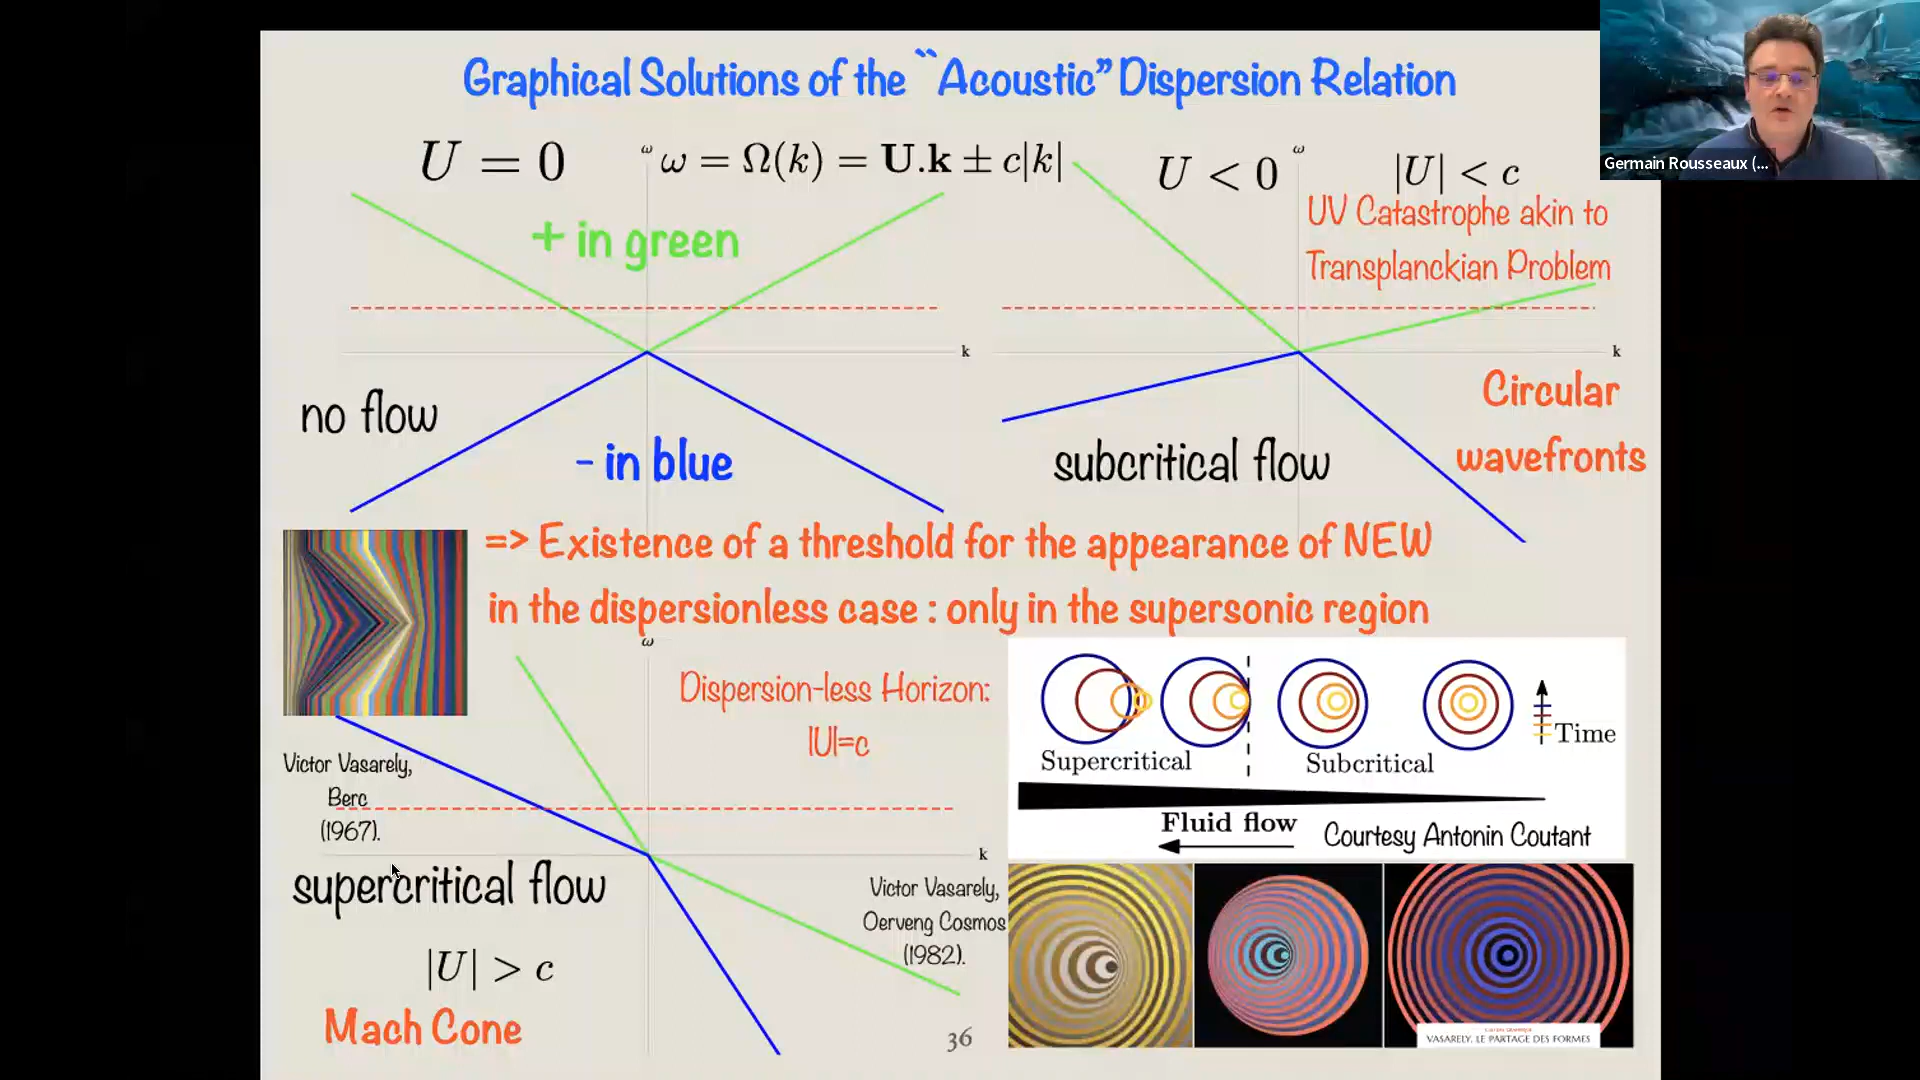 Graphical Solutions of the ``Acoustic” Dispersion Relation
U = 0
ω
ω = Ω(k) = U.k ± c|k|
U < 0
ω
|U| < c
Germain Rousseaux (...
+ in green
UV Catastrophe akin to
Transplanckian Problem
k
k
no flow
- in blue
subcritical flow
Circular
wavefronts
=> Existence of a threshold for the appearance of NEW
in the dispersionless case : only in the supersonic region
ω
Dispersion-less Horizon:
|U|=c
Victor Vasarely,
Berc
(1967).
k
supercritical flow
|U| > c
Mach Cone
Supercritical
Subcritical
Time
Fluid flow
Courtesy Antonin Coutant
Victor Vasarely,
Oerveng Cosmos
(1982).
36
VASARELY, LE PARTAGE DES FORMES